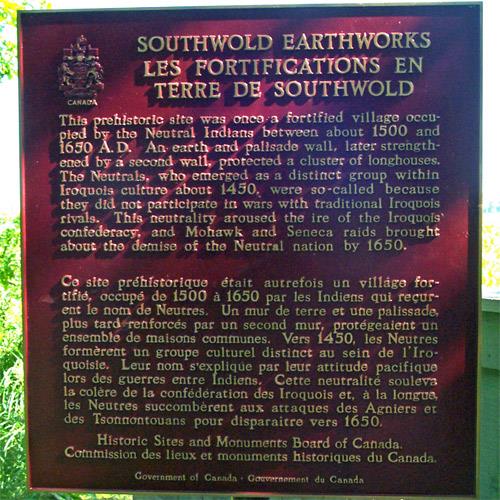 SOUTHWOLD EARTHWORKS
LES FORTIFICATIONS EN
TERRE DE SOUTHWOLD
CANADA
This prehistoric site was once a fortified village occu-
pied by the Neutral Indians between about 1500 and
1650 A.D. An earth and palisade wall, later strength-
ened by a second wall, protected a cluster of longhouses.
The Neutrals, who emerged as a distinct group within
Iroquois culture about 1450, were so-called because
they did not participate in wars with traditional Iroquois
rivals. This neutrality aroused the ire of the Iroquois
confederacy, and Mohawk and Seneca raids brought
about the demise of the Neutral nation by 1650.
Ce site préhistorique était autrefois un village for-
tifié, occupé de 1500 à 1650 par les Indiens qui reçur-
ent le nom de Neutres. Un mur de terre et une palissade,
plus tard renforcés par un second mur, protégeaient un
ensemble de maisons communes. Vers 1450, les Neutres
formèrent un groupe culturel distinct au sein de l'Iro-
quoisie. Leur nom s'explique par leur attitude pacifique
lors des guerres entre Indiens. Cette neutralité souleva
la colère de la confédération des Iroquois et, à la longue,
les Neutres succombèrent aux attaques des Agniers et
des Tsonnontouans pour disparaître vers 1650.
Historic Sites and Monuments Board of Canada.
Commission des lieux et monuments historiques du Canada.
Government of Canada - Gouvernement du Canada